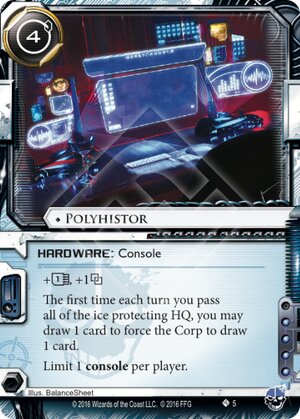 4
POLYHISTOR
HARDWARE: Console
+1, +1
The first time each turn you pass
all of the ice protecting HQ, you may
draw 1 card to force the Corp to draw
1 card.
Limit 1 console per player.
Illus. BalanceSheet
© 2016 Wizards of the Coast LLC. © 2016 FFG
5